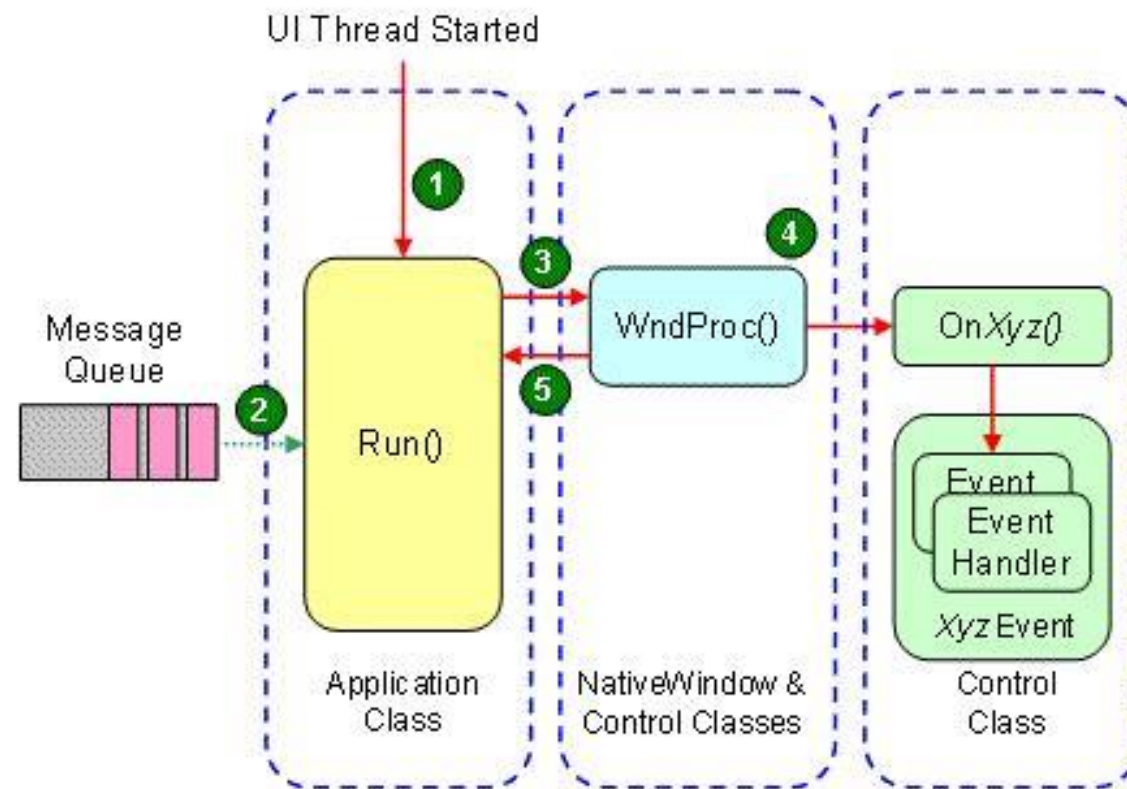 UI Thread Started
1
3
4
Message
Queue
2
WndProc()
OnXyz()
5
Run()
Event
Event
Handler
Xyz Event
Application
Class
NativeWindow &
Control Classes
Control
Class